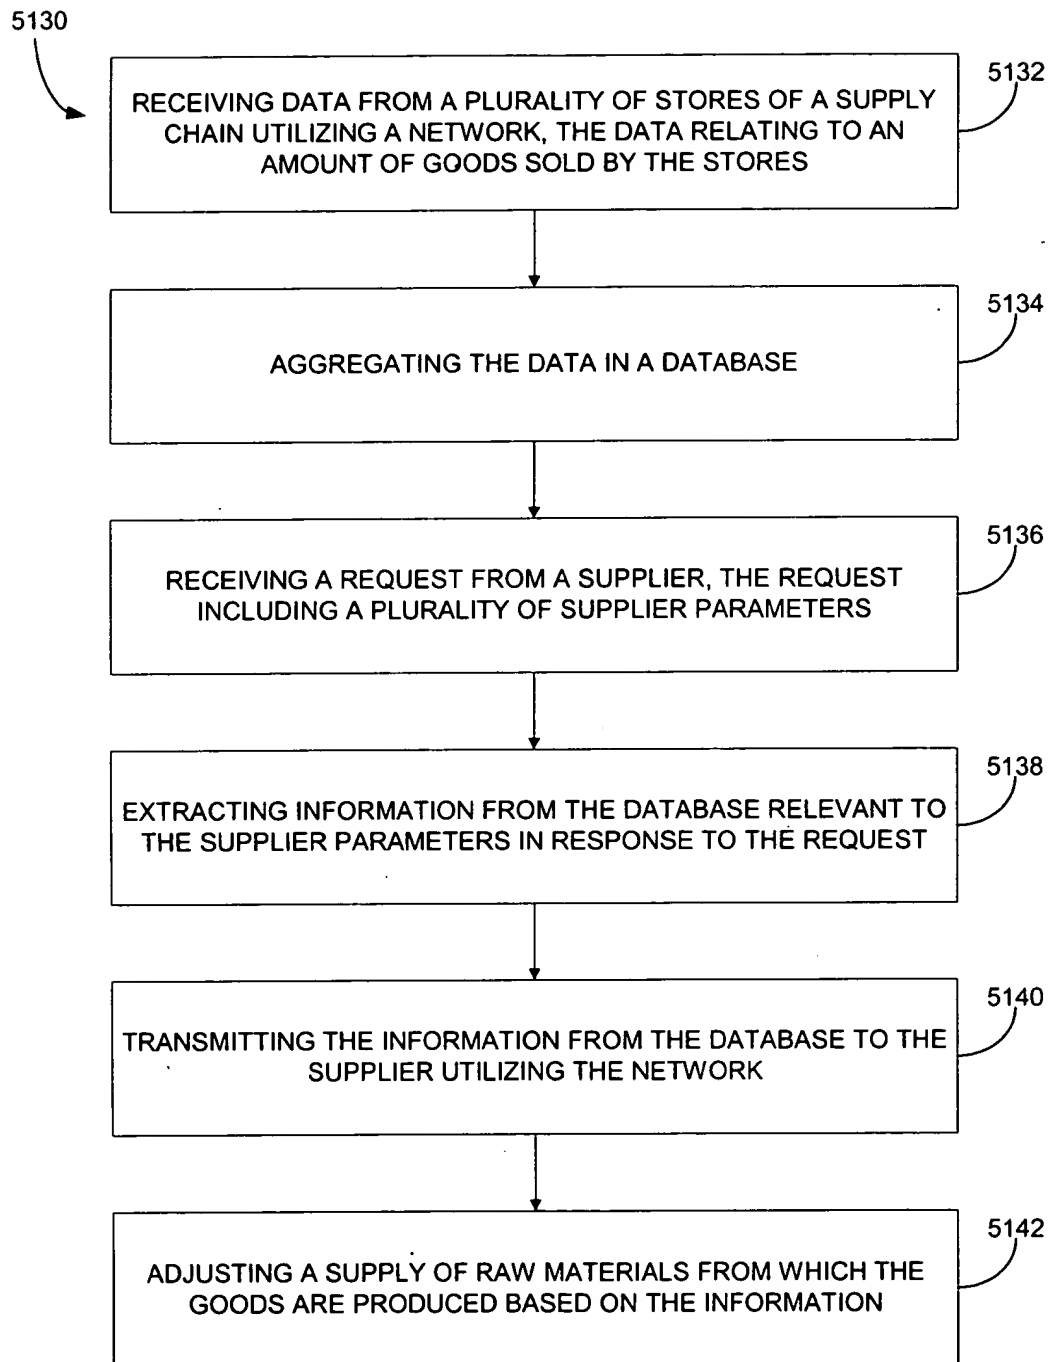 5130
5132
RECEIVING DATA FROM A PLURALITY OF STORES OF A SUPPLY
CHAIN UTILIZING A NETWORK, THE DATA RELATING TO AN
AMOUNT OF GOODS SOLD BY THE STORES
5134
AGGREGATING THE DATA IN A DATABASE
5136
RECEIVING A REQUEST FROM A SUPPLIER, THE REQUEST
INCLUDING A PLURALITY OF SUPPLIER PARAMETERS
5138
EXTRACTING INFORMATION FROM THE DATABASE RELEVANT TO
THE SUPPLIER PARAMETERS IN RESPONSE TO THE REQUEST
5140
TRANSMITTING THE INFORMATION FROM THE DATABASE TO THE
SUPPLIER UTILIZING THE NETWORK
5142
ADJUSTING A SUPPLY OF RAW MATERIALS FROM WHICH THE
GOODS ARE PRODUCED BASED ON THE INFORMATION